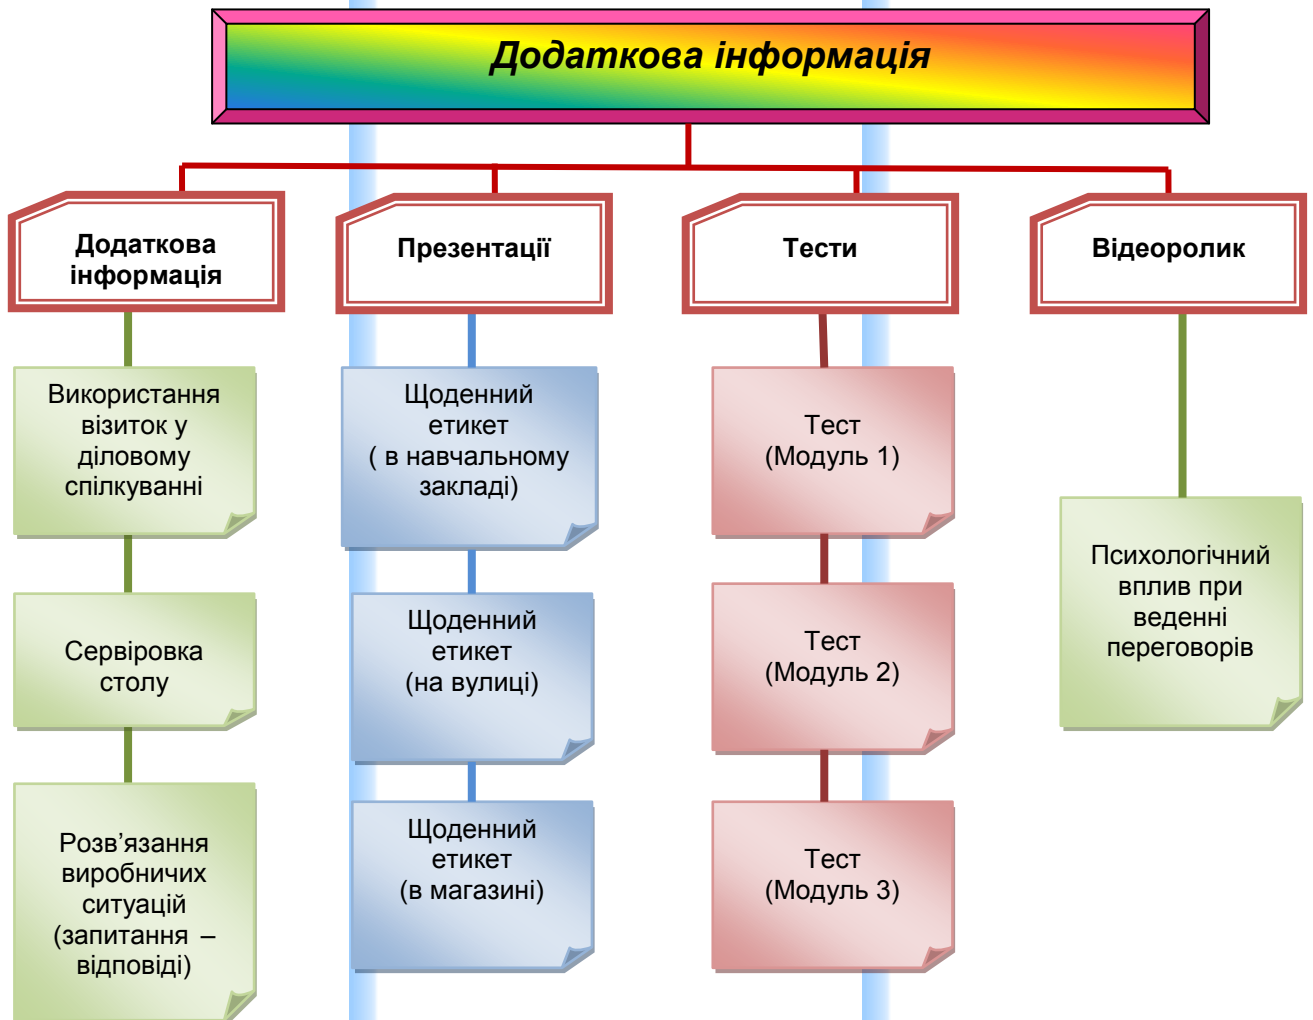 Додаткова інформація
Додаткова
інформація
Презентації
Тести
Відеоролик
Використання
візиток у
діловому
спілкуванні
Сервіровка
столу
Розв’язання
виробничих
ситуацій
(запитання –
відповіді)
Щоденний
етикет
( в навчальному
закладі)
Щоденний
етикет
(на вулиці)
Щоденний
етикет
(в магазині)
Тест
(Модуль 1)
Тест
(Модуль 2)
Тест
(Модуль 3)
Психологічний
вплив при
веденні
переговорів